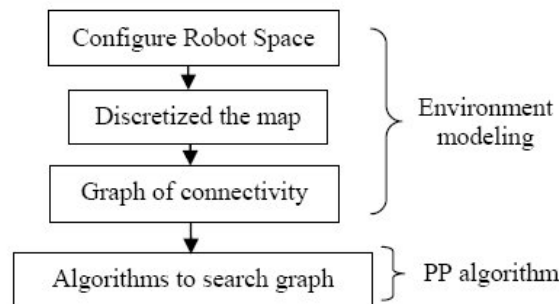 Configure Robot Space
Discretized the map
Graph of connectivity
Algorithms to search graph
Environment
modeling
PP algorithm